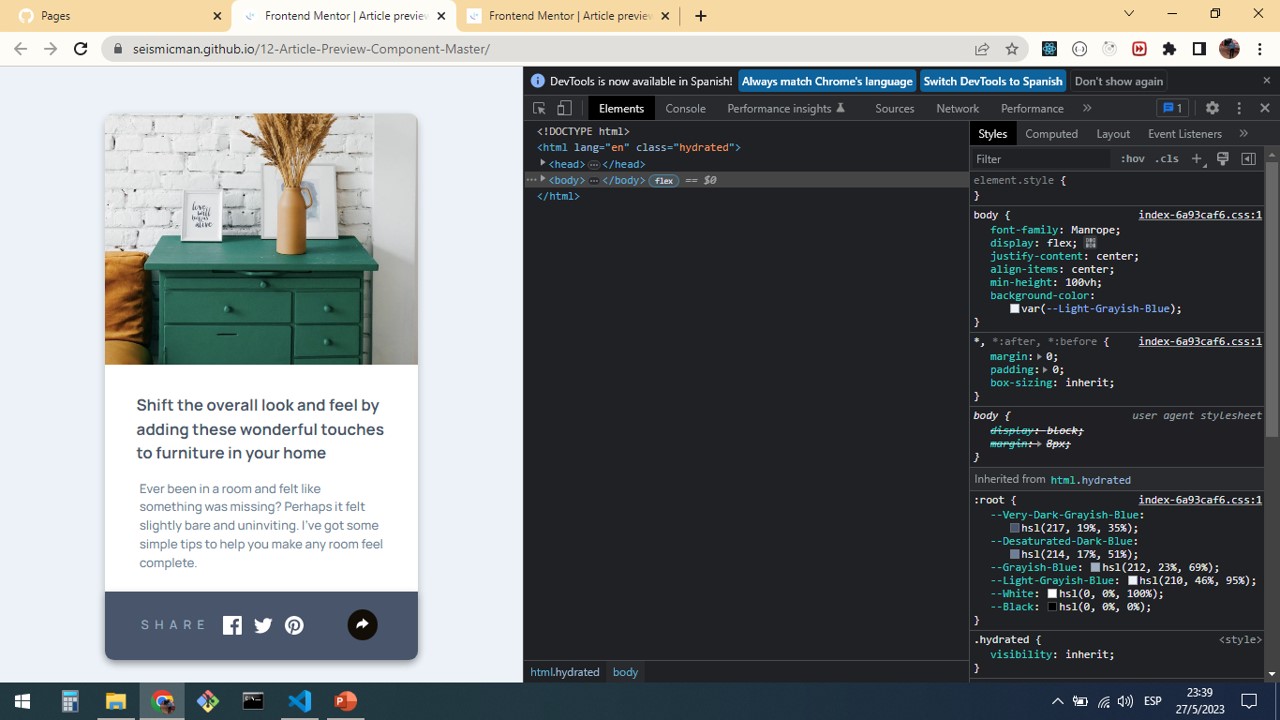 Pages
Frontend Mentor | Article preview
Frontend Mentor | Article preview
seismicman.github.io/12-Article-Preview-Component-Master/
DevTools is now available in Spanish!
Always match Chrome's language
Switch DevTools to Spanish
Don't show again
Elements
Console
Performance insights
Sources
Network
Performance
1
<!DOCTYPE html>
<html lang="en" class="hydrated">
<head> … </head>
<body> … </body> flex == $0
</html>
Styles
Computed
Layout
Event Listeners
Filter
:hov .cls
element.style {
}
body { index-6a93caf6.css:1
font-family: Manrope;
display: flex;
justify-content: center;
align-items: center;
min-height: 100vh;
background-color:
var(--Light-Grayish-Blue);
}
*, *:after, *:before { index-6a93caf6.css:1
margin: 0;
padding: 0;
box-sizing: inherit;
}
body { user agent stylesheet
display: block;
margin: 8px;
}
Inherited from html.hydrated
:root { index-6a93caf6.css:1
--Very-Dark-Grayish-Blue:
hsl(217, 19%, 35%);
--Desaturated-Dark-Blue:
hsl(214, 17%, 51%);
--Grayish-Blue: hsl(212, 23%, 69%);
--Light-Grayish-Blue: hsl(210, 46%, 95%);
--White: hsl(0, 0%, 100%);
--Black: hsl(0, 0%, 0%);
}
.hydrated { <style>
visibility: inherit;
}
html.hydrated
body
love
will
keep us
alive
Shift the overall look and feel by
adding these wonderful touches
to furniture in your home
Ever been in a room and felt like
something was missing? Perhaps it felt
slightly bare and uninviting. I've got some
simple tips to help you make any room feel
complete.
SHARE
ESP
23:39
27/5/2023